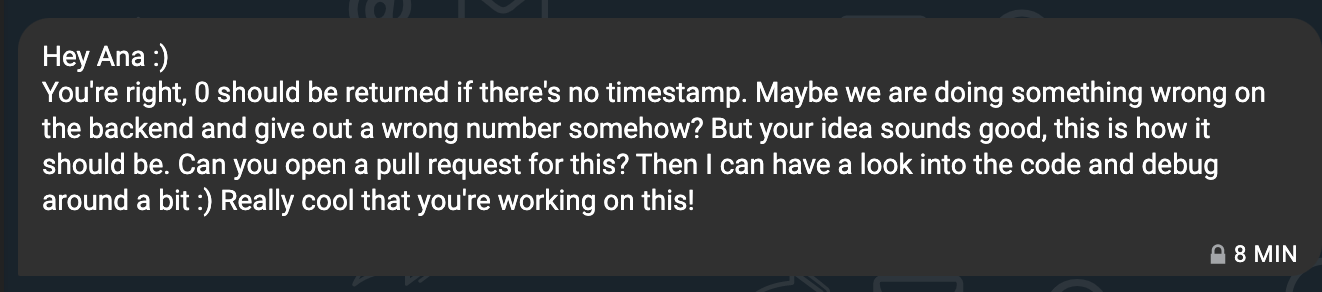 Hey Ana :)
You're right, 0 should be returned if there's no timestamp. Maybe we are doing something wrong on
the backend and give out a wrong number somehow? But your idea sounds good, this is how it
should be. Can you open a pull request for this? Then I can have a look into the code and debug
around a bit :) Really cool that you're working on this!
8 MIN